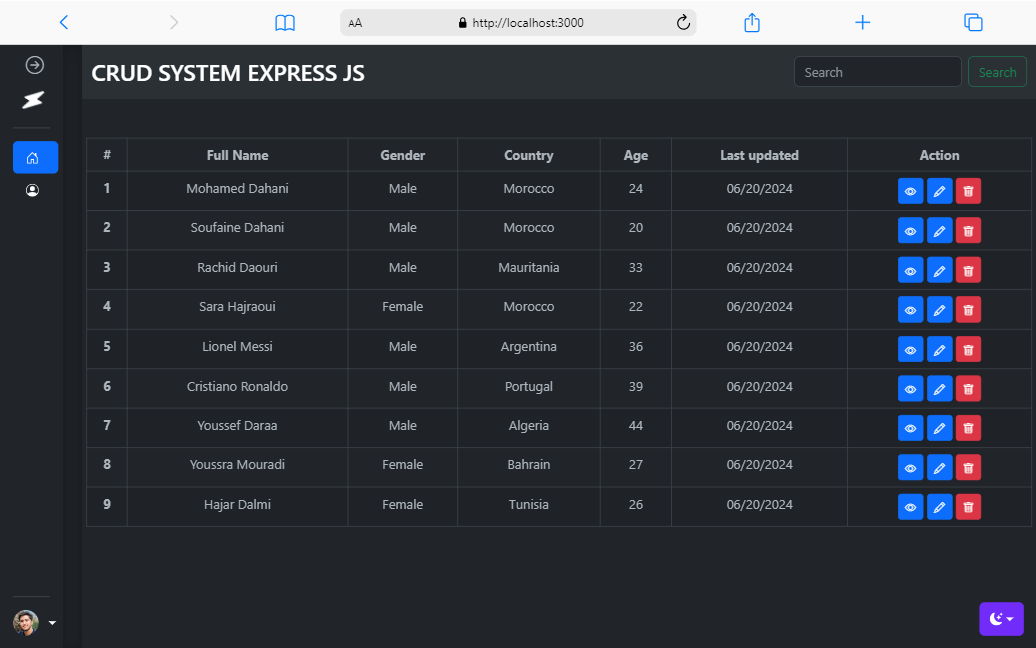 AA http://localhost:3000
CRUD SYSTEM EXPRESS JS Search Search
# Full Name Gender Country Age Last updated Action
1 Mohamed Dahani Male Morocco 24 06/20/2024
2 Soufaine Dahani Male Morocco 20 06/20/2024
3 Rachid Daouri Male Mauritania 33 06/20/2024
4 Sara Hajraoui Female Morocco 22 06/20/2024
5 Lionel Messi Male Argentina 36 06/20/2024
6 Cristiano Ronaldo Male Portugal 39 06/20/2024
7 Youssef Daraa Male Algeria 44 06/20/2024
8 Youssra Mouradi Female Bahrain 27 06/20/2024
9 Hajar Dalmi Female Tunisia 26 06/20/2024